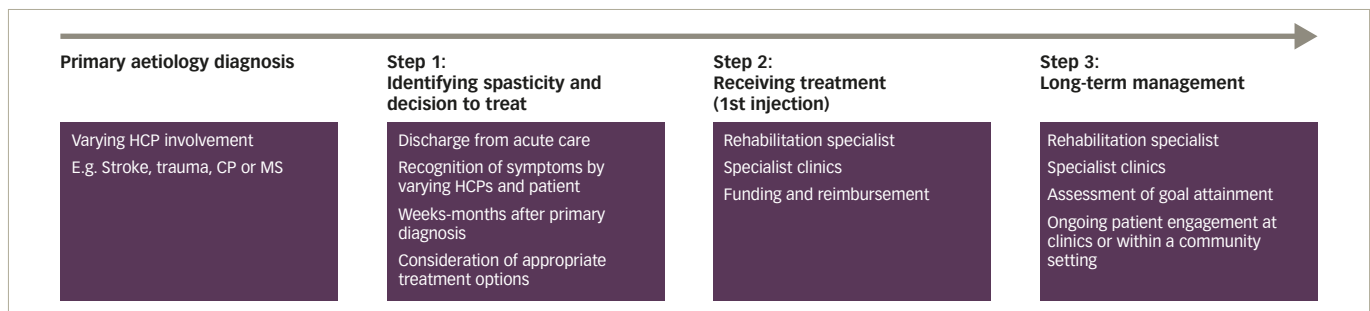 Primary aetiology diagnosis
Varying HCP involvement
E.g. Stroke, trauma, CP or MS
Step 1:
Identifying spasticity and
decision to treat
Discharge from acute care
Recognition of symptoms by
varying HCPs and patient
Weeks-months after primary
diagnosis
Consideration of appropriate
treatment options
Step 2:
Receiving treatment
(1st injection)
Rehabilitation specialist
Specialist clinics
Funding and reimbursement
Step 3:
Long-term management
Rehabilitation specialist
Specialist clinics
Assessment of goal attainment
Ongoing patient engagement at
clinics or within a community
setting